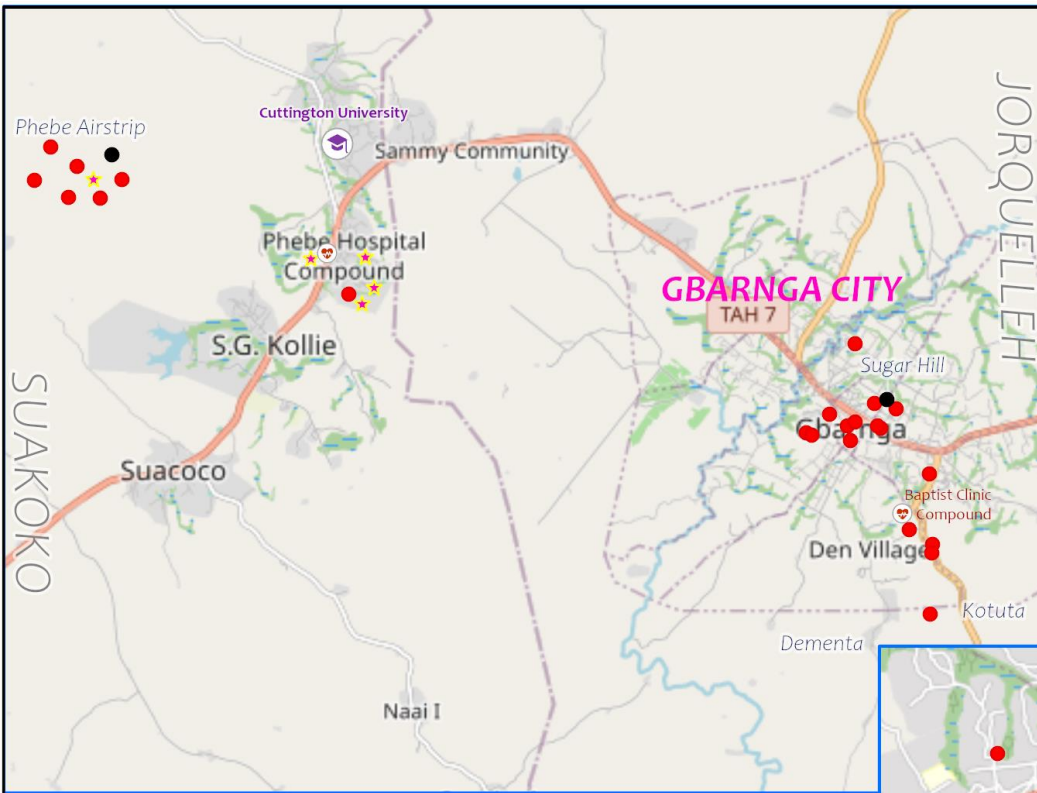 Cuttington University
Phebe Airstrip
Sammy Community
JORQUELLEH
Phebe Hospital
Compound
GBARNGA CITY
TAH 7
S.G. Kollie
Sugar Hill
SUAKOKO
Gbarnga
Suacoco
Baptist Clinic
Compound
Den Village
Kotuta
Dementa
Naai I